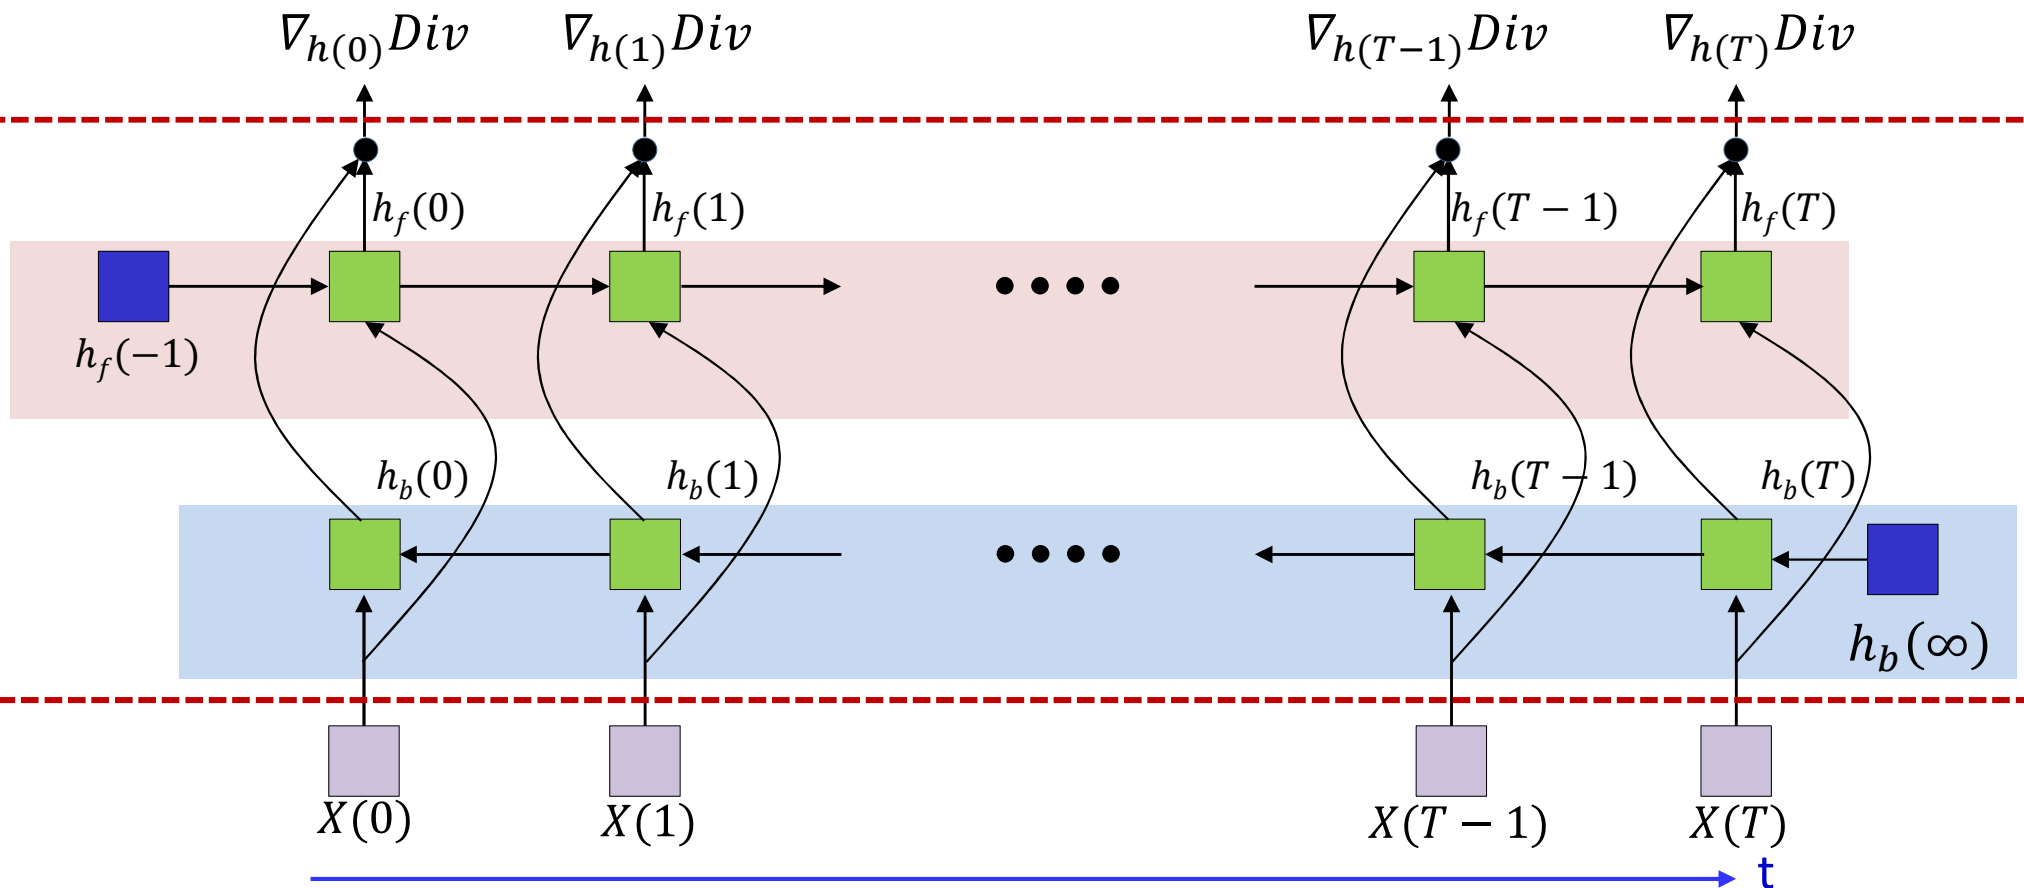 ∇h(0)Div ∇h(1)Div ∇h(T−1)Div ∇h(T)Div
hf(0) hf(1) hf(T − 1) hf(T)
hf(−1)
hb(0) hb(1) hb(T − 1) hb(T)
hb(∞)
X(0) X(1) X(T − 1) X(T)
t